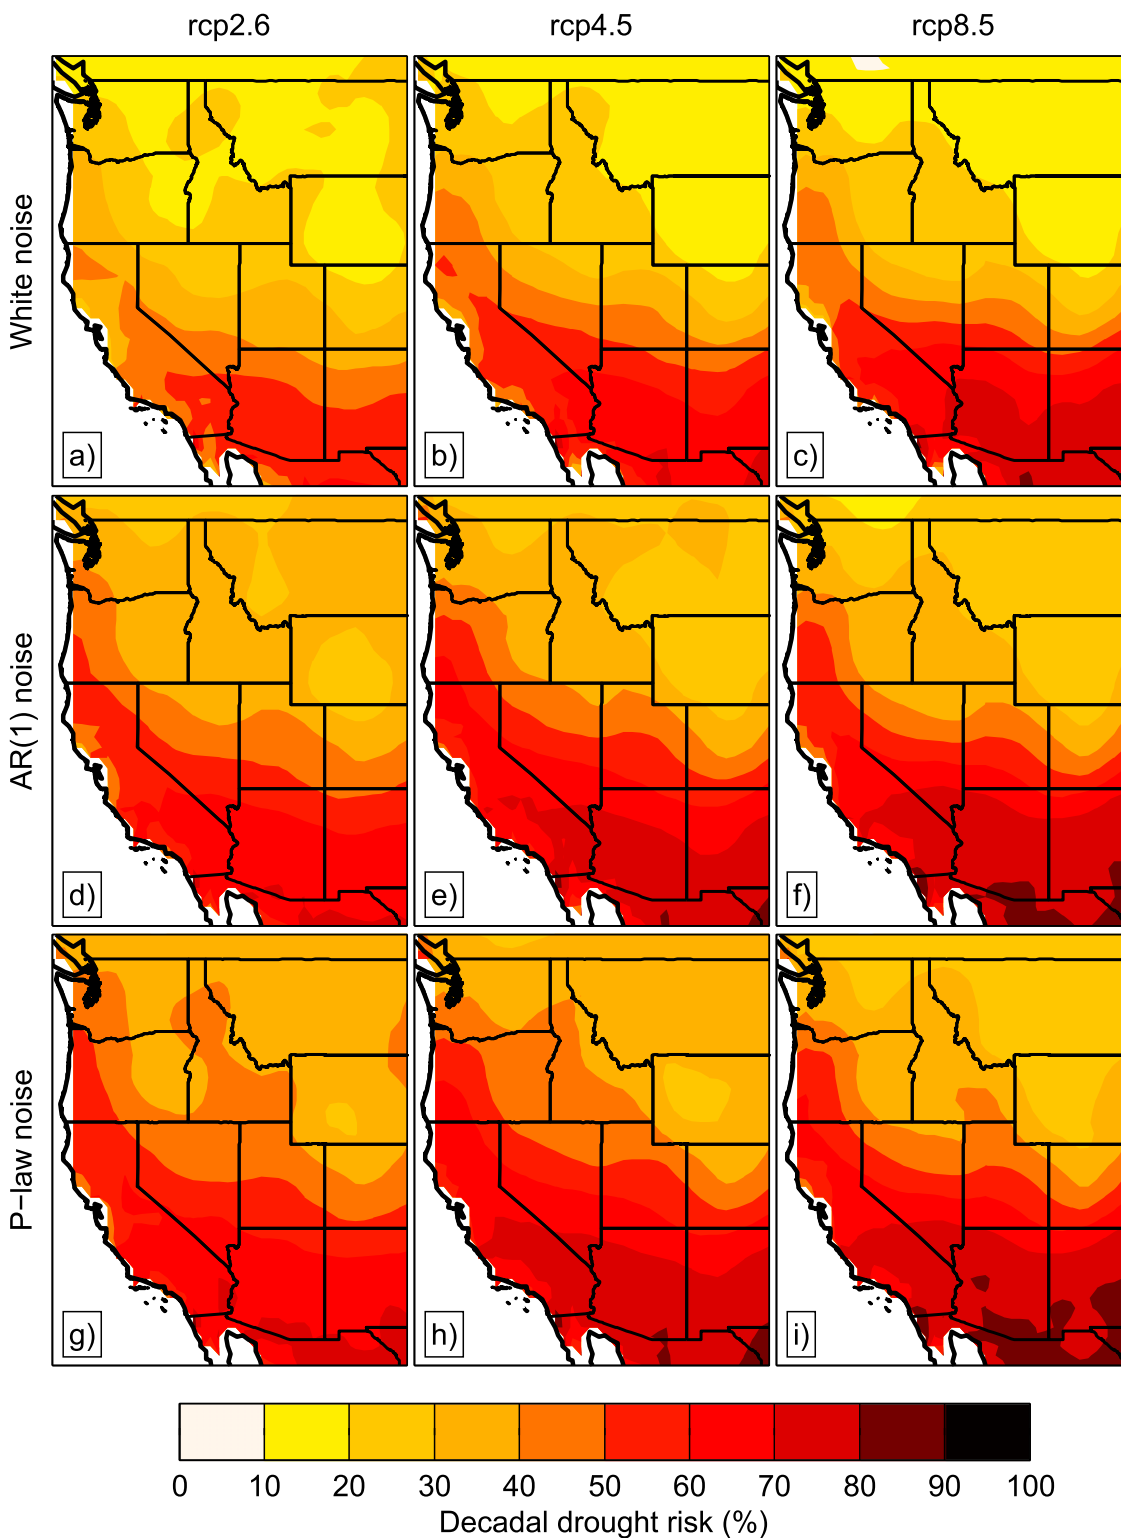 rcp2.6 rcp4.5 rcp8.5
White noise
a) b) c)
AR(1) noise
d) e) f)
P−law noise
g) h) i)
0 10 20 30 40 50 60 70 80 90 100
Decadal drought risk (%)